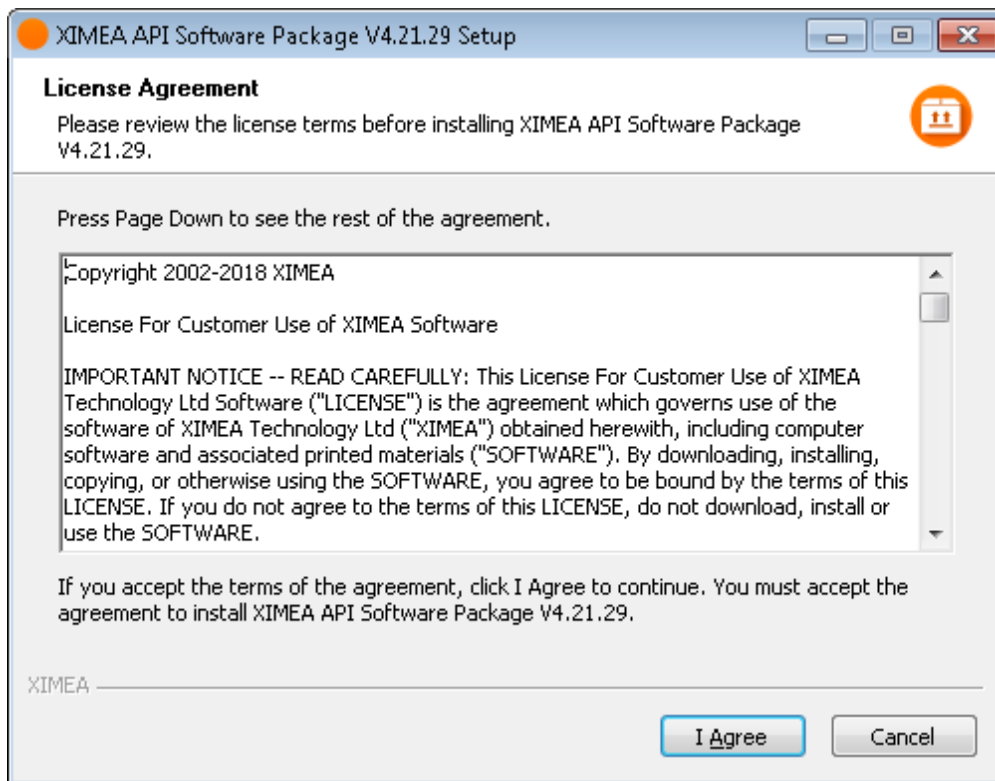 XIMEA API Software Package V4.21.29 Setup
License Agreement
Please review the license terms before installing XIMEA API Software Package
V4.21.29.
Press Page Down to see the rest of the agreement.
Copyright 2002-2018 XIMEA
License For Customer Use of XIMEA Software
IMPORTANT NOTICE -- READ CAREFULLY: This License For Customer Use of XIMEA
Technology Ltd Software ("LICENSE") is the agreement which governs use of the
software of XIMEA Technology Ltd ("XIMEA") obtained herewith, including computer
software and associated printed materials ("SOFTWARE"). By downloading, installing,
copying, or otherwise using the SOFTWARE, you agree to be bound by the terms of this
LICENSE. If you do not agree to the terms of this LICENSE, do not download, install or
use the SOFTWARE.
If you accept the terms of the agreement, click I Agree to continue. You must accept the
agreement to install XIMEA API Software Package V4.21.29.
XIMEA
I Agree
Cancel